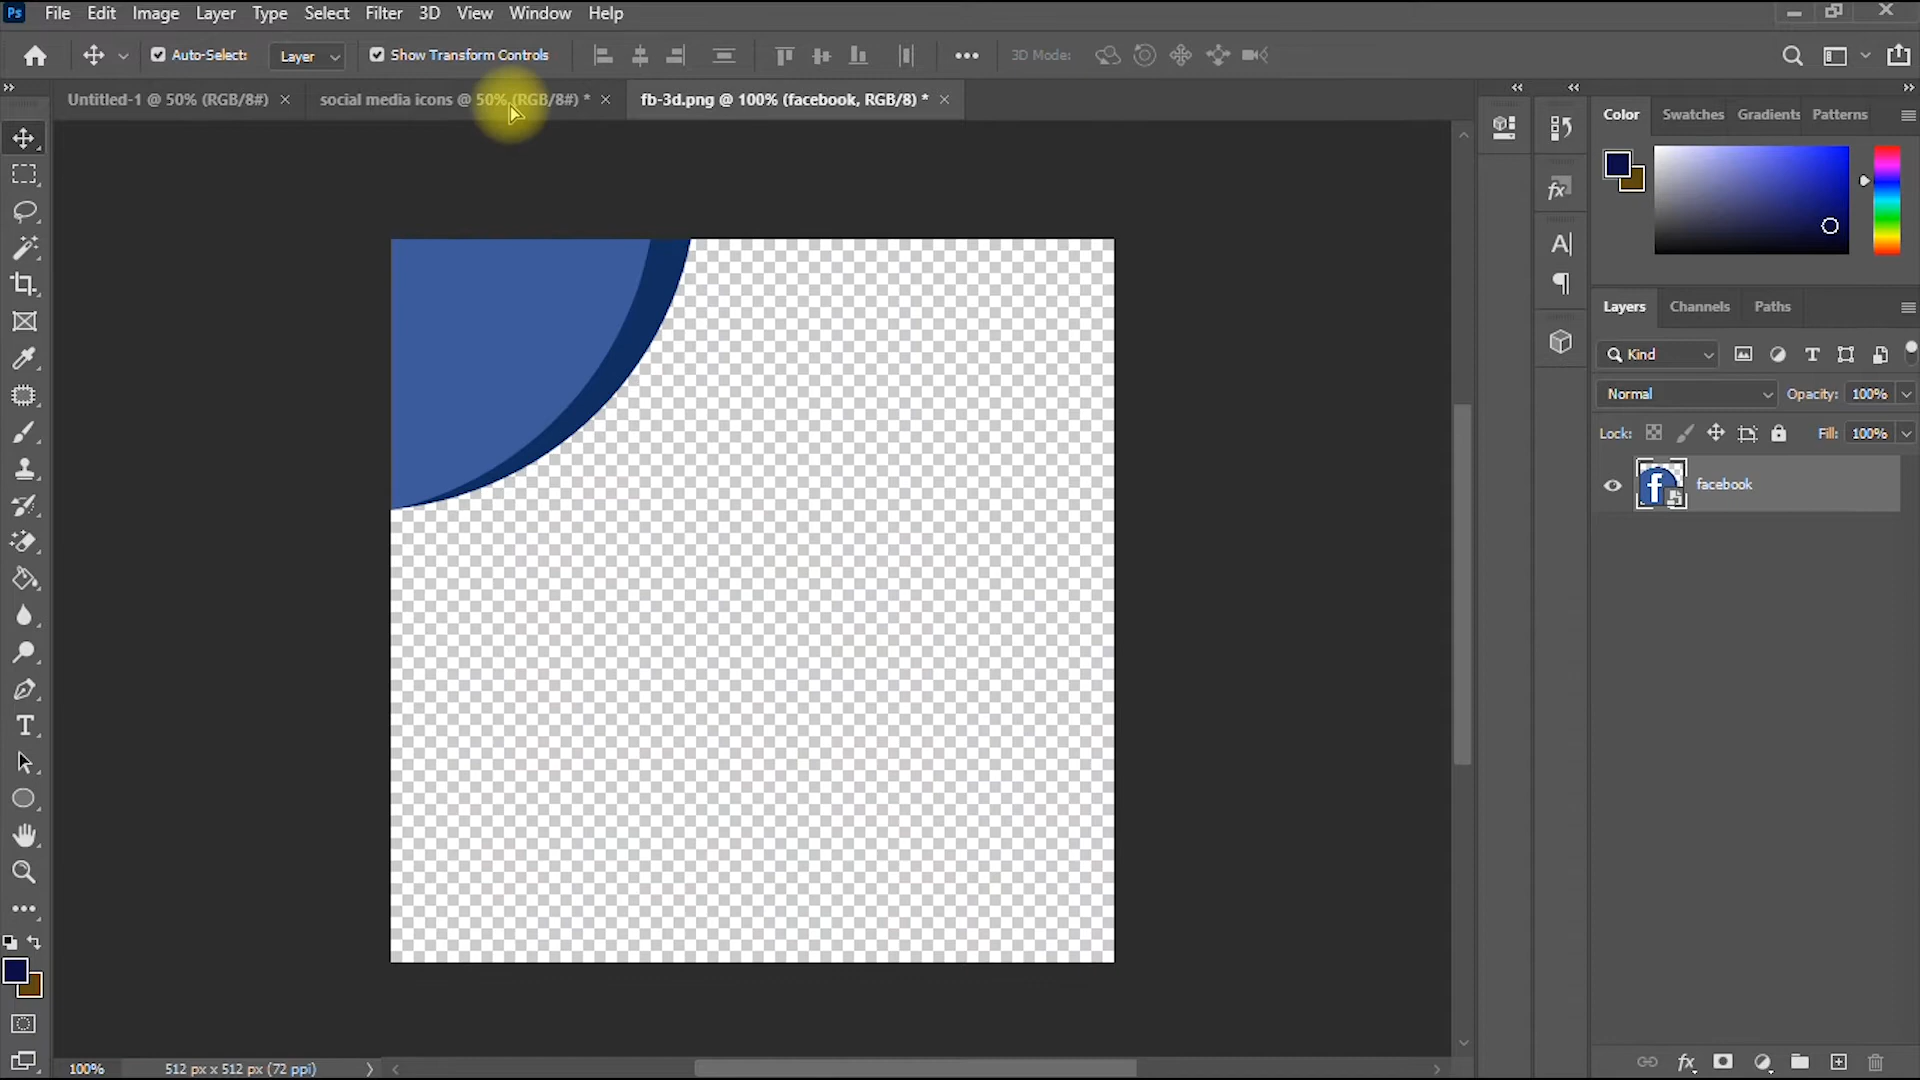 Ps File Edit Image Layer Type Select Filter 3D View Window Help
Auto-Select: Layer Show Transform Controls 3D Mode:
Untitled-1 @ 50% (RGB/8#) × social media icons @ 50% (RGB/8#) * × fb-3d.png @ 100% (facebook, RGB/8) * ×
Color Swatches Gradients Patterns
Layers Channels Paths
Kind
Normal Opacity: 100%
Lock: Fill: 100%
facebook
100% 512 px x 512 px (72 ppi)